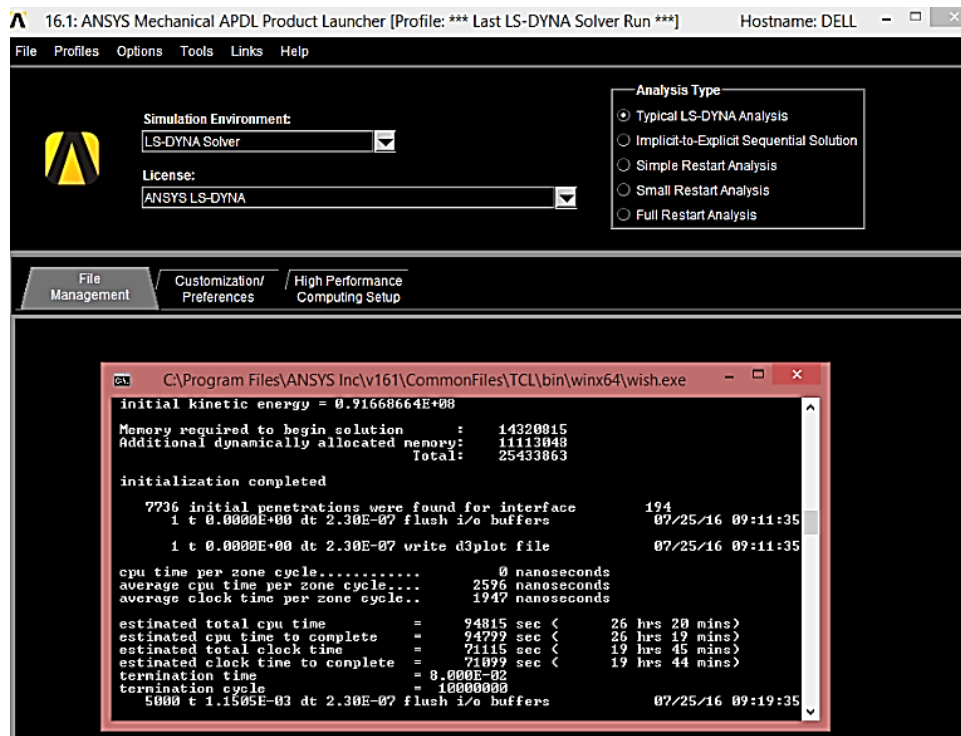 16.1: ANSYS Mechanical APDL Product Launcher [Profile: *** Last LS-DYNA Solver Run ***] Hostname: DELL
File Profiles Options Tools Links Help
Simulation Environment:
LS-DYNA Solver
License:
ANSYS LS-DYNA
Analysis Type
Typical LS-DYNA Analysis
Implicit-to-Explicit Sequential Solution
Simple Restart Analysis
Small Restart Analysis
Full Restart Analysis
File Management
Customization/ Preferences
High Performance Computing Setup
C:\Program Files\ANSYS Inc\v161\CommonFiles\TCL\bin\winx64\wish.exe
initial kinetic energy = 0.91668664E+08
Memory required to begin solution : 14320815
Additional dynamically allocated memory: 11113048
Total: 25433863
initialization completed
7736 initial penetrations were found for interface 194
1 t 0.0000E+00 dt 2.30E-07 flush i/o buffers 07/25/16 09:11:35
1 t 0.0000E+00 dt 2.30E-07 write d3plot file 07/25/16 09:11:35
cpu time per zone cycle............ 0 nanoseconds
average cpu time per zone cycle.... 2596 nanoseconds
average clock time per zone cycle.. 1947 nanoseconds
estimated total cpu time = 94815 sec ( 26 hrs 20 mins)
estimated cpu time to complete = 94799 sec ( 26 hrs 19 mins)
estimated total clock time = 71115 sec ( 19 hrs 45 mins)
estimated clock time to complete = 71099 sec ( 19 hrs 44 mins)
termination time = 8.000E-02
termination cycle = 10000000
5000 t 1.1505E-03 dt 2.30E-07 flush i/o buffers 07/25/16 09:19:35